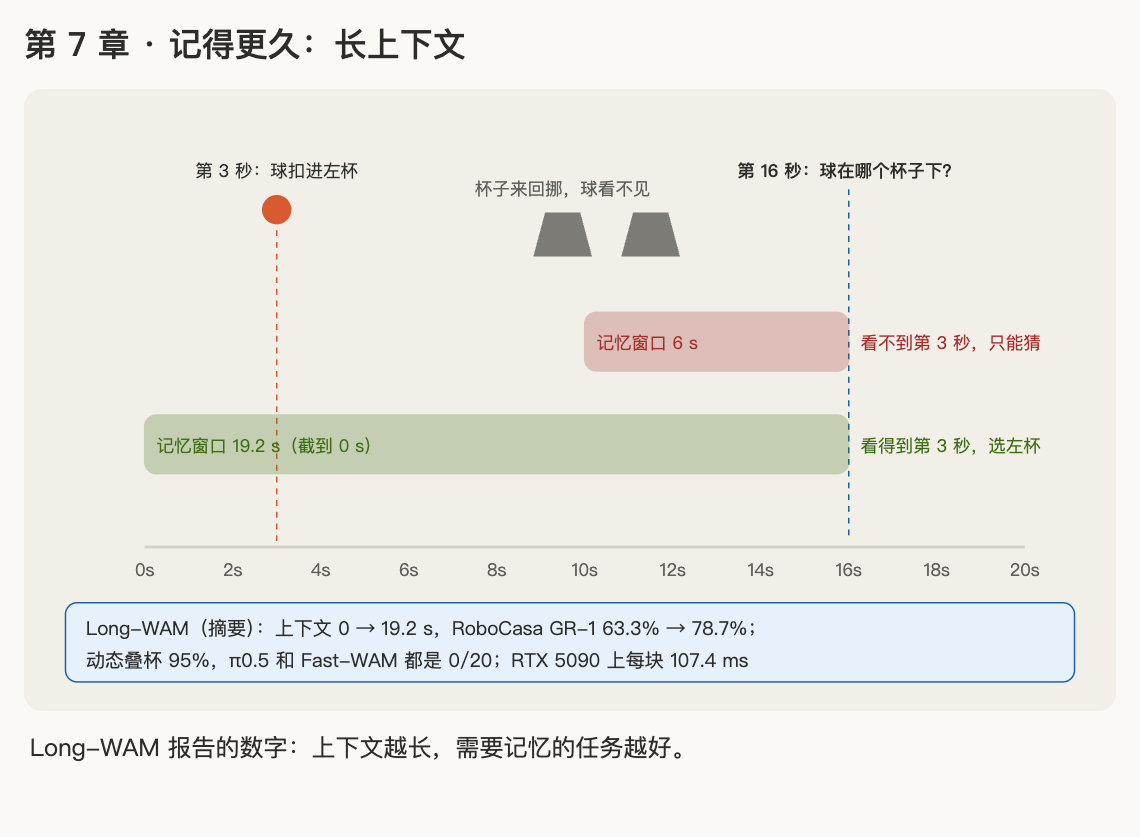 第 7 章 · 记得更久：长上下文
第 3 秒：球扣进左杯
第 16 秒：球在哪个杯子下?
杯子来回挪，球看不见
记忆窗口 6 s
看不到第 3 秒，只能猜
记忆窗口 19.2 s（截到 0 s）
看得到第 3 秒，选左杯
0s 2s 4s 6s 8s 10s 12s 14s 16s 18s 20s
Long–WAM（摘要）：上下文 0 → 19.2 s，RoboCasa GR–1 63.3% → 78.7%；
动态叠杯 95%，π0.5 和 Fast–WAM 都是 0/20；RTX 5090 上每块 107.4 ms
Long–WAM 报告的数字：上下文越长，需要记忆的任务越好。